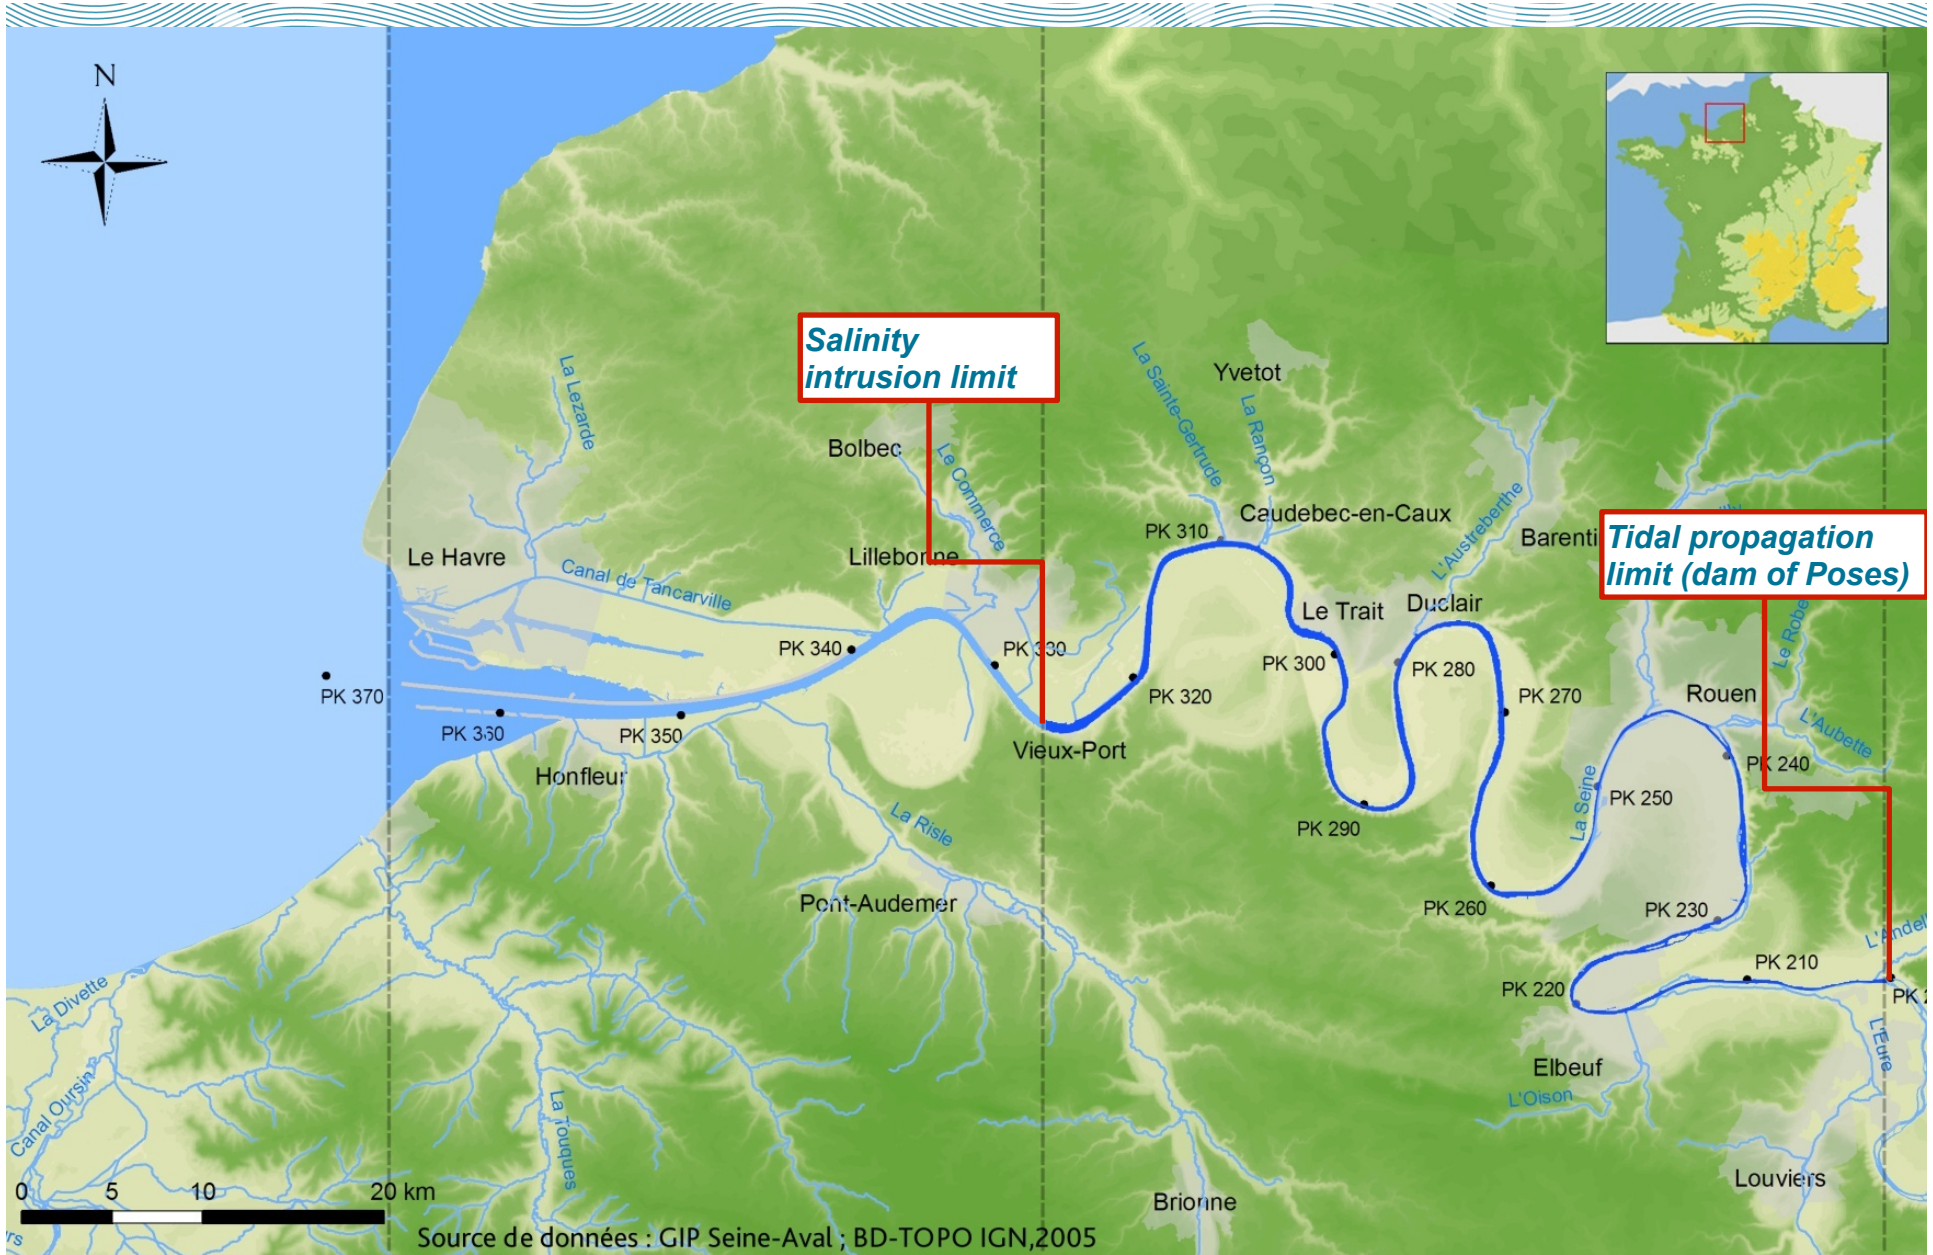 N
Salinity
intrusion limit
Yvetot
La Sainte-Gertrude
La Rançon
La Lezarde
Bolbec
Le Commerce
Caudebec-en-Caux
PK 310
L'Austreberthe
Barenti
Tidal propagation
limit (dam of Poses)
Le Havre
Canal de Tancarville
Lillebonne
Le Trait
Duclair
Le Robe
PK 340
PK 330
PK 300
PK 280
PK 370
PK 320
PK 270
Rouen
PK 360
PK 350
L'Aubette
Vieux-Port
PK 240
Honfleur
La Seine
PK 250
La Risle
PK 290
Pont-Audemer
PK 260
PK 230
L'Andel
PK 210
PK 220
PK 2
La Divette
L'Eure
Elbeuf
L'Oison
Canal Oursin
La Touques
Louviers
0 5 10 20 km
Brionne
Source de données : GIP Seine-Aval ; BD-TOPO IGN,2005